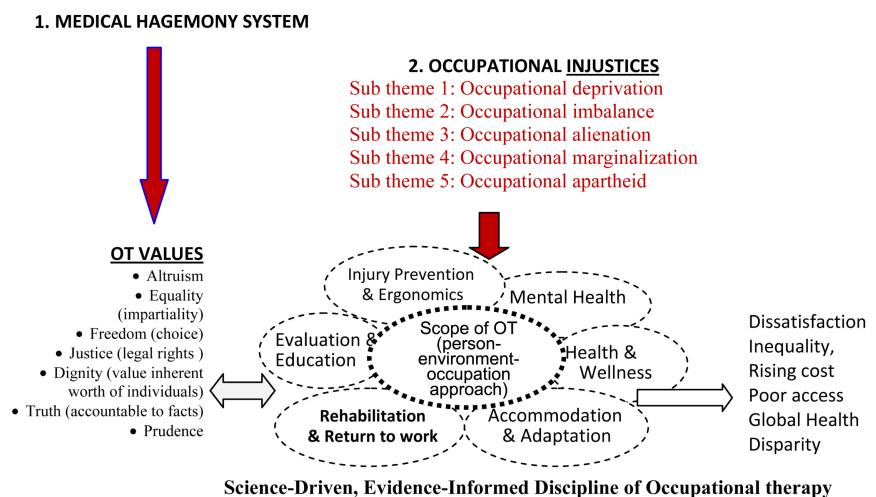 1. MEDICAL HAGEMONY SYSTEM
2. OCCUPATIONAL INJUSTICES
Sub theme 1: Occupational deprivation
Sub theme 2: Occupational imbalance
Sub theme 3: Occupational alienation
Sub theme 4: Occupational marginalization
Sub theme 5: Occupational apartheid
OT VALUES
• Altruism
• Equality
(impartiality)
• Freedom (choice)
• Justice (legal rights )
• Dignity (value inherent
worth of individuals)
• Truth (accountable to facts)
• Prudence
Injury Prevention
& Ergonomics
Mental Health
Evaluation &
Education
Scope of OT
(person-
environment-
occupation
approach)
Health &
Wellness
Rehabilitation
& Return to work
Accommodation
& Adaptation
Dissatisfaction
Inequality,
Rising cost
Poor access
Global Health
Disparity
Science-Driven, Evidence-Informed Discipline of Occupational therapy